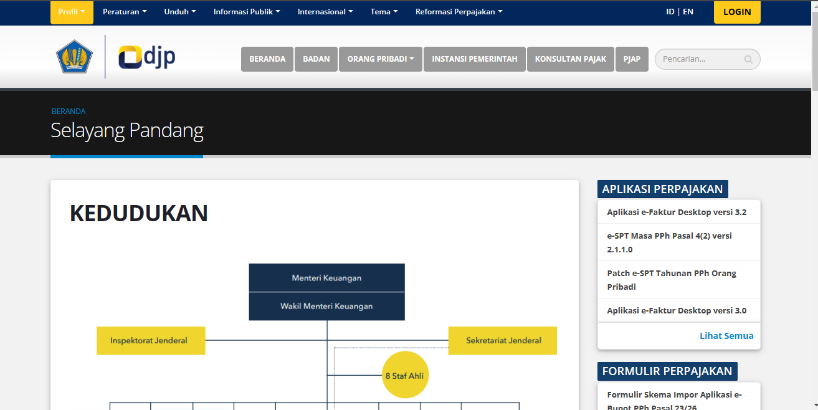 Profil Peraturan Unduh Informasi Publik Internasional Tema Reformasi Perpajakan ID | EN LOGIN
djp
BERANDA BADAN ORANG PRIBADI INSTANSI PEMERINTAH KONSULTAN PAJAK PJAP Pencarian...
BERANDA
Selayang Pandang
KEDUDUKAN
Menteri Keuangan
Wakil Menteri Keuangan
Inspektorat Jenderal
Sekretariat Jenderal
8 Staf Ahli
APLIKASI PERPAJAKAN
Aplikasi e-Faktur Desktop versi 3.2
e-SPT Masa PPh Pasal 4(2) versi
2.1.1.0
Patch e-SPT Tahunan PPh Orang
Pribadi
Aplikasi e-Faktur Desktop versi 3.0
Lihat Semua
FORMULIR PERPAJAKAN
Formulir Skema Impor Aplikasi e-
Bupot PPh Pasal 23/26